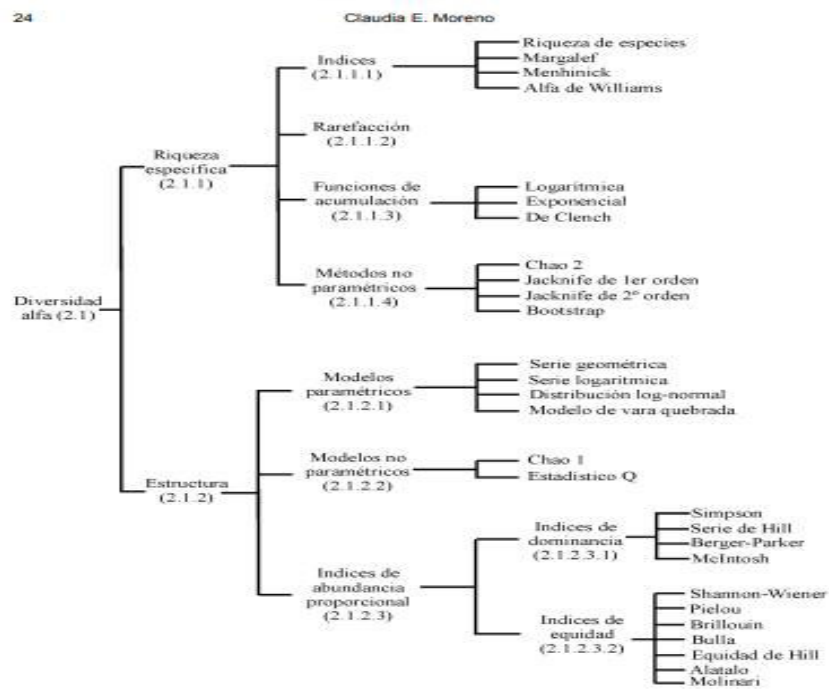 24
Claudia E. Moreno
Diversidad
alfa (2.1)
Riqueza
específica
(2.1.1)
Indices
(2.1.1.1)
Riqueza de especies
Margalef
Menhinick
Alfa de Williams
Rarefacción
(2.1.1.2)
Funciones de
acumulación
(2.1.1.3)
Logarítmica
Exponencial
De Clench
Métodos no
paramétricos
(2.1.1.4)
Chao 2
Jacknife de 1er orden
Jacknife de 2º orden
Bootstrap
Estructura
(2.1.2)
Modelos
paramétricos
(2.1.2.1)
Serie geométrica
Serie logarítmica
Distribución log-normal
Modelo de vara quebrada
Modelos no
paramétricos
(2.1.2.2)
Chao 1
Estadístico Q
Indices de
abundancia
proporcional
(2.1.2.3)
Indices de
dominancia
(2.1.2.3.1)
Simpson
Serie de Hill
Berger-Parker
McIntosh
Indices de
equidad
(2.1.2.3.2)
Shannon-Wiener
Pielou
Brillouin
Bulla
Equidad de Hill
Alatalo
Molinari